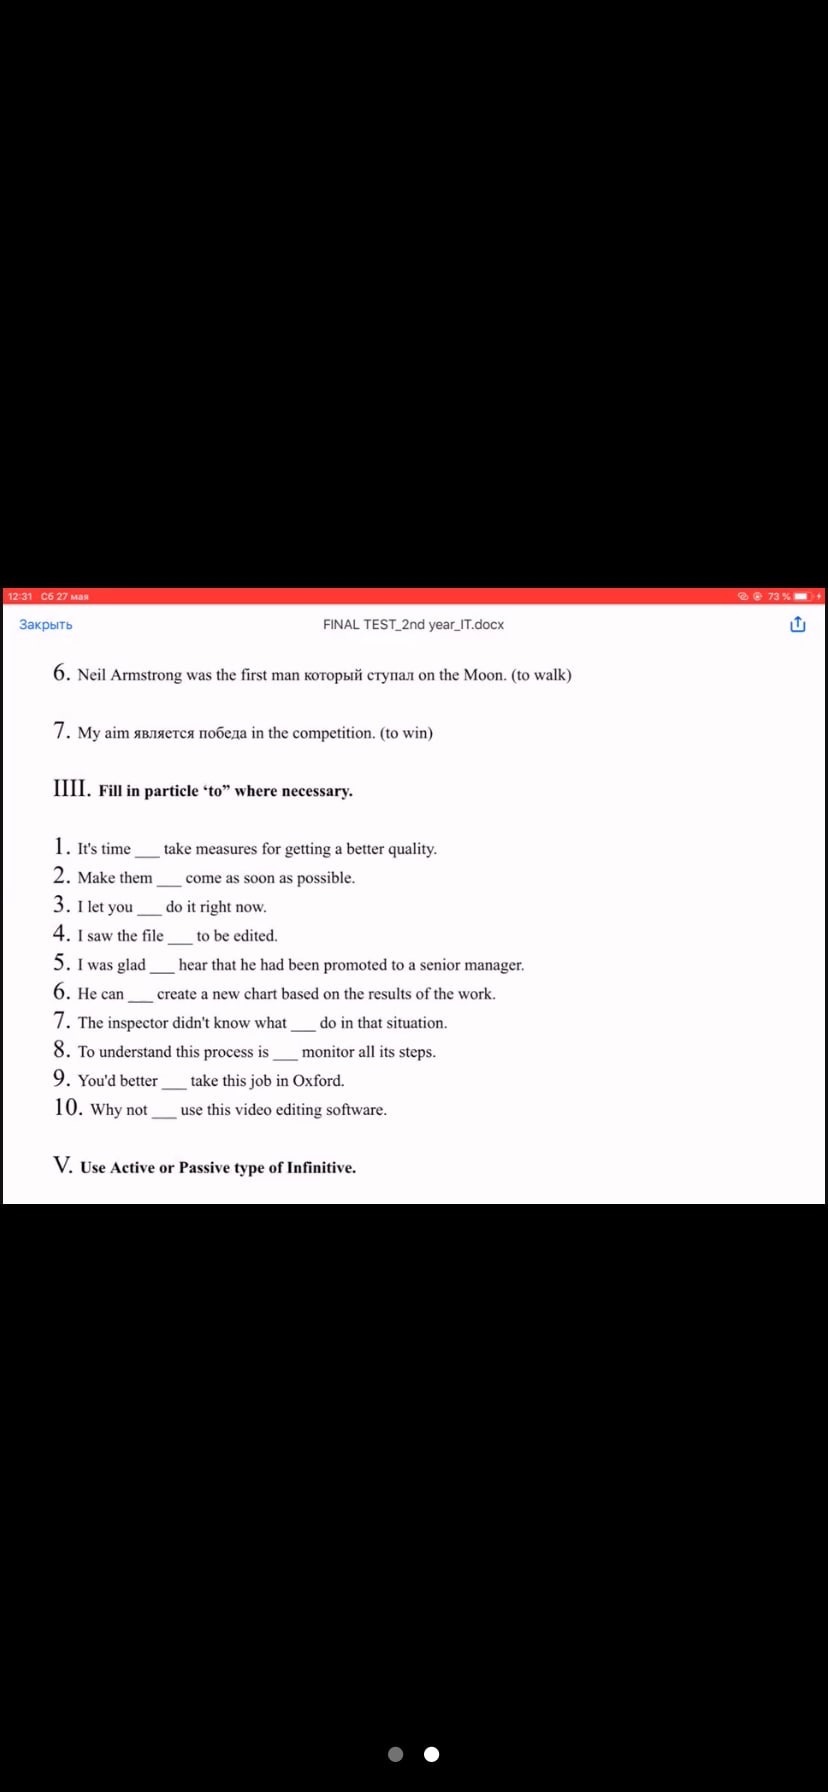 12:31 Сб 27 мая
73 %
Закрыть
FINAL TEST_2nd year_IT.docx
6. Neil Armstrong was the first man который ступал on the Moon. (to walk)
7. My aim является победа in the competition. (to win)
IIII. Fill in particle ‘to” where necessary.
1. It's time ___ take measures for getting a better quality.
2. Make them ___ come as soon as possible.
3. I let you ___ do it right now.
4. I saw the file ___ to be edited.
5. I was glad ___ hear that he had been promoted to a senior manager.
6. He can ___ create a new chart based on the results of the work.
7. The inspector didn't know what ___ do in that situation.
8. To understand this process is ___ monitor all its steps.
9. You'd better ___ take this job in Oxford.
10. Why not ___ use this video editing software.
V. Use Active or Passive type of Infinitive.